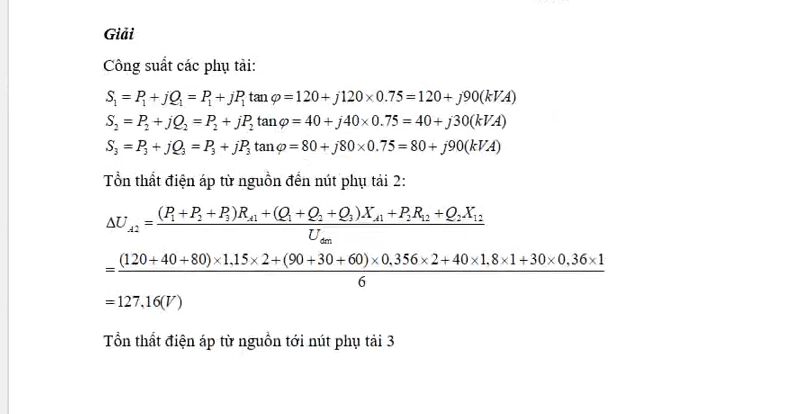 Giải
Công suất các phụ tải:
S₁ = P₁ + jQ₁ = P₁ + jP₁ tan φ = 120 + j120 × 0.75 = 120 + j90(kVA)
S₂ = P₂ + jQ₂ = P₂ + jP₂ tan φ = 40 + j40 × 0.75 = 40 + j30(kVA)
S₃ = P₃ + jQ₃ = P₃ + jP₃ tan φ = 80 + j80 × 0.75 = 80 + j90(kVA)
Tổn thất điện áp từ nguồn đến nút phụ tải 2:
ΔU_A2 = (P₁ + P₂ + P₃)R_A1 + (Q₁ + Q₂ + Q₃)X_A1 + P₂R₁₂ + Q₂X₁₂
U_đm
= (120 + 40 + 80) × 1,15 × 2 + (90 + 30 + 60) × 0,356 × 2 + 40 × 1,8 × 1 + 30 × 0,36 × 1
6
= 127,16(V)
Tổn thất điện áp từ nguồn tới nút phụ tải 3